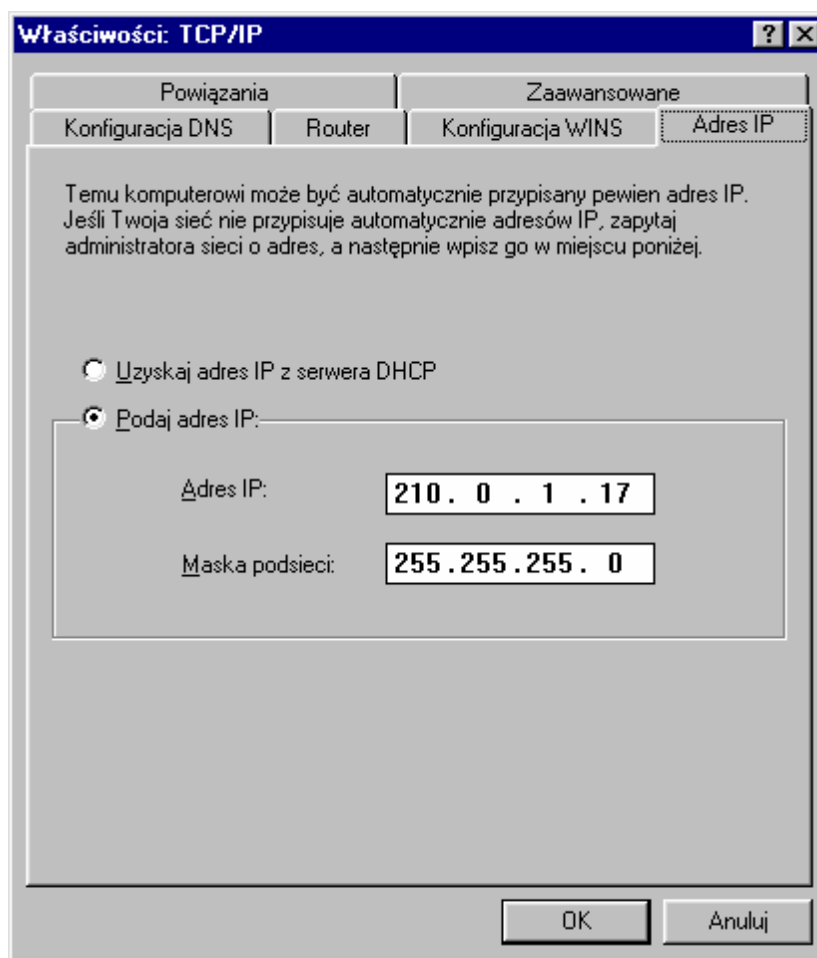 Właściwości: TCP/IP
Powiązania
Zaawansowane
Konfiguracja DNS
Router
Konfiguracja WINS
Adres IP
Temu komputerowi może być automatycznie przypisany pewien adres IP.
Jeśli Twoja sieć nie przypisuje automatycznie adresów IP, zapytaj
administratora sieci o adres, a następnie wpisz go w miejscu poniżej.
Uzyskaj adres IP z serwera DHCP
Podaj adres IP:
Adres IP:
210. 0 . 1 .17
Maska podsieci:
255.255.255. 0
OK
Anuluj